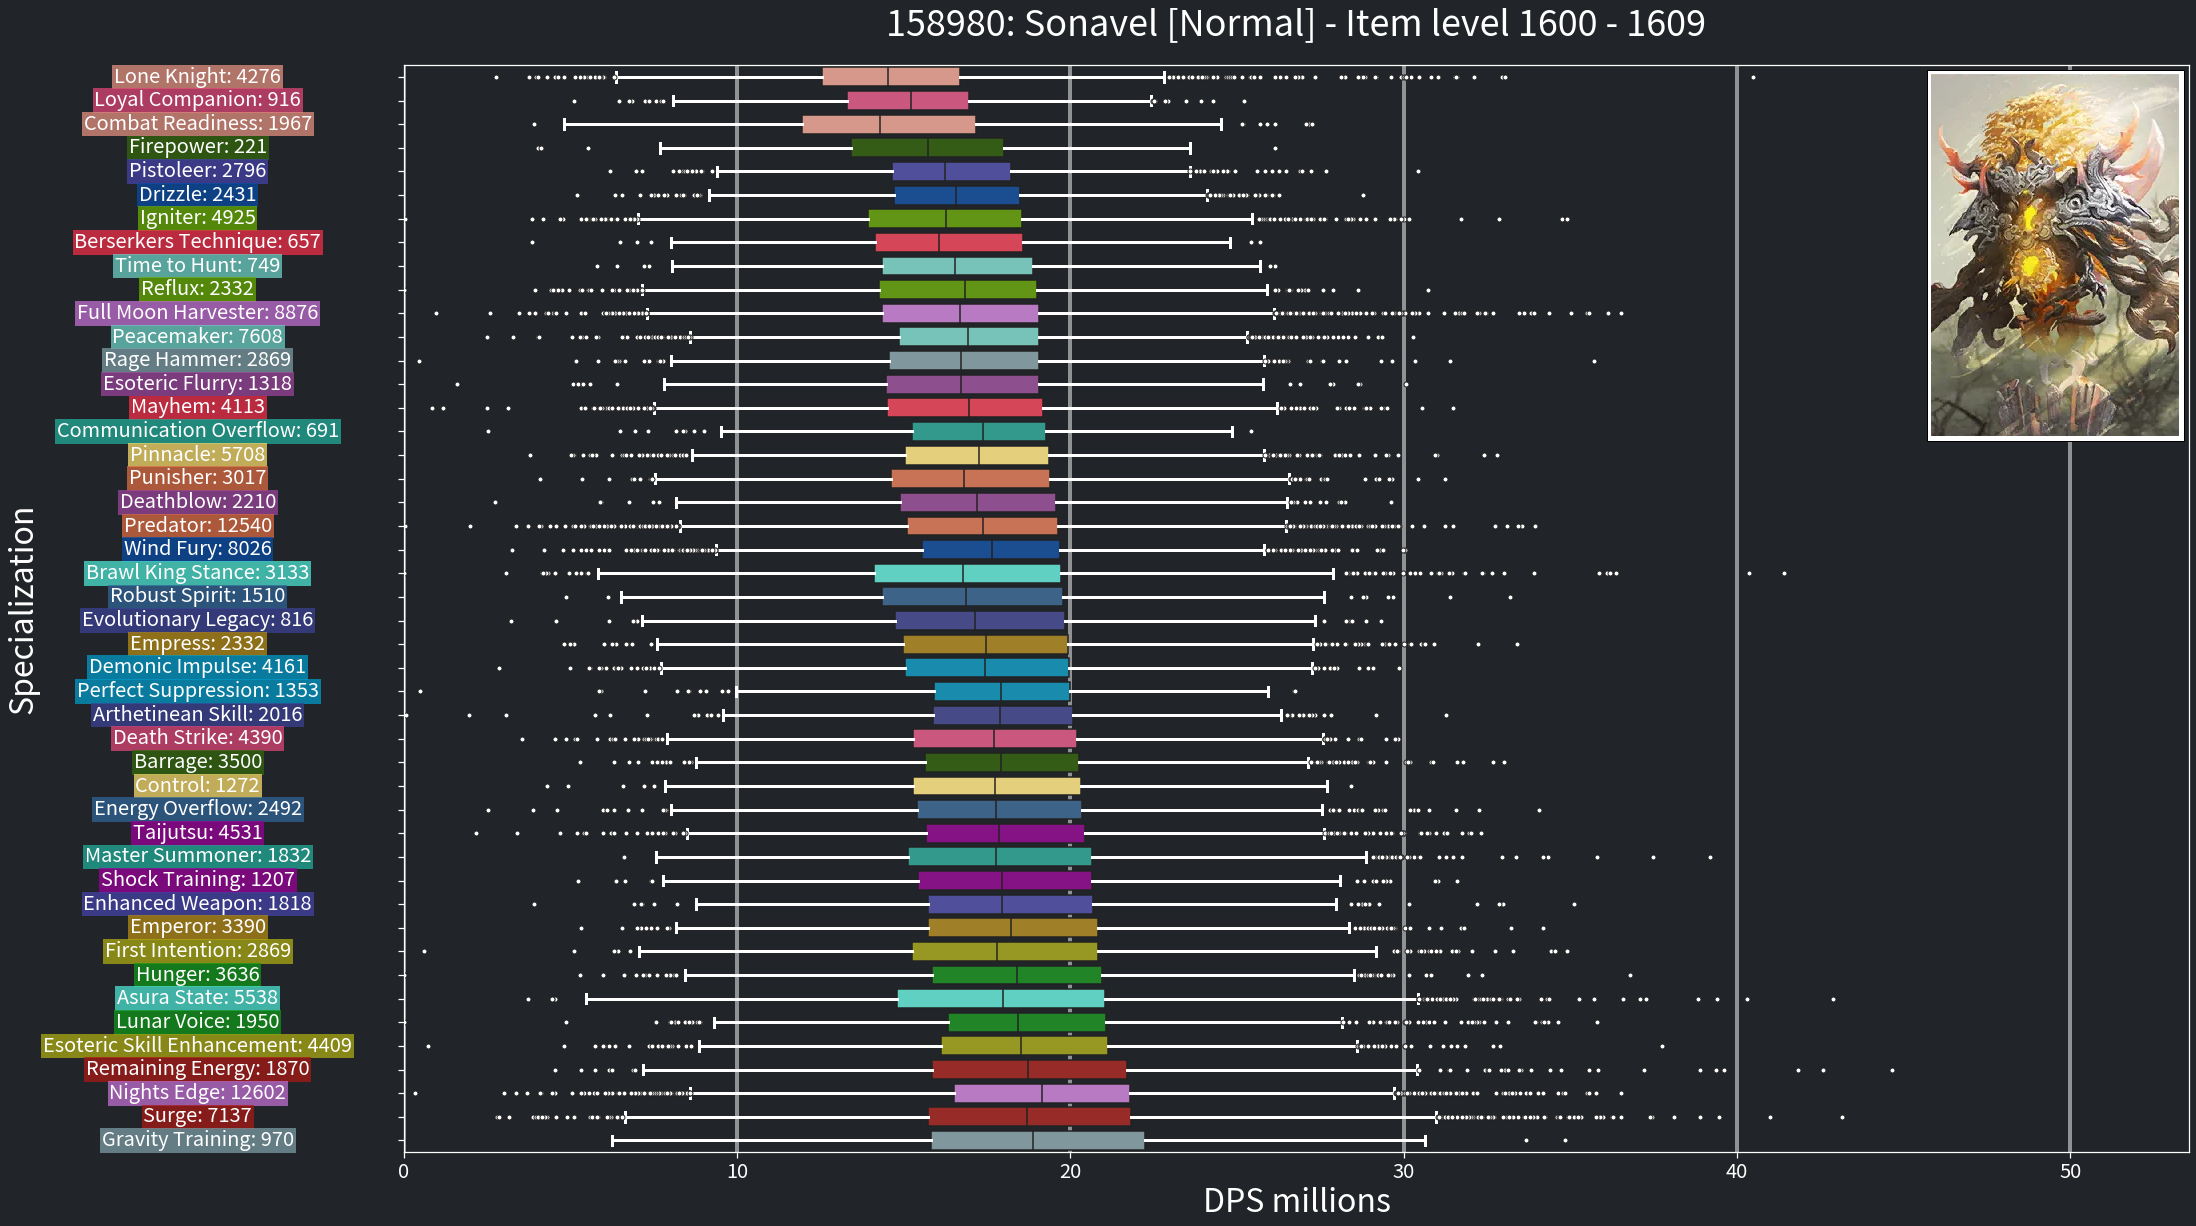 158980: Sonavel [Normal] - Item level 1600 - 1609
Specialization
Lone Knight: 4276
Loyal Companion: 916
Combat Readiness: 1967
Firepower: 221
Pistoleer: 2796
Drizzle: 2431
Igniter: 4925
Berserkers Technique: 657
Time to Hunt: 749
Reflux: 2332
Full Moon Harvester: 8876
Peacemaker: 7608
Rage Hammer: 2869
Esoteric Flurry: 1318
Mayhem: 4113
Communication Overflow: 691
Pinnacle: 5708
Punisher: 3017
Deathblow: 2210
Predator: 12540
Wind Fury: 8026
Brawl King Stance: 3133
Robust Spirit: 1510
Evolutionary Legacy: 816
Empress: 2332
Demonic Impulse: 4161
Perfect Suppression: 1353
Arthetinean Skill: 2016
Death Strike: 4390
Barrage: 3500
Control: 1272
Energy Overflow: 2492
Taijutsu: 4531
Master Summoner: 1832
Shock Training: 1207
Enhanced Weapon: 1818
Emperor: 3390
First Intention: 2869
Hunger: 3636
Asura State: 5538
Lunar Voice: 1950
Esoteric Skill Enhancement: 4409
Remaining Energy: 1870
Nights Edge: 12602
Surge: 7137
Gravity Training: 970
0 10 20 30 40 50
DPS millions